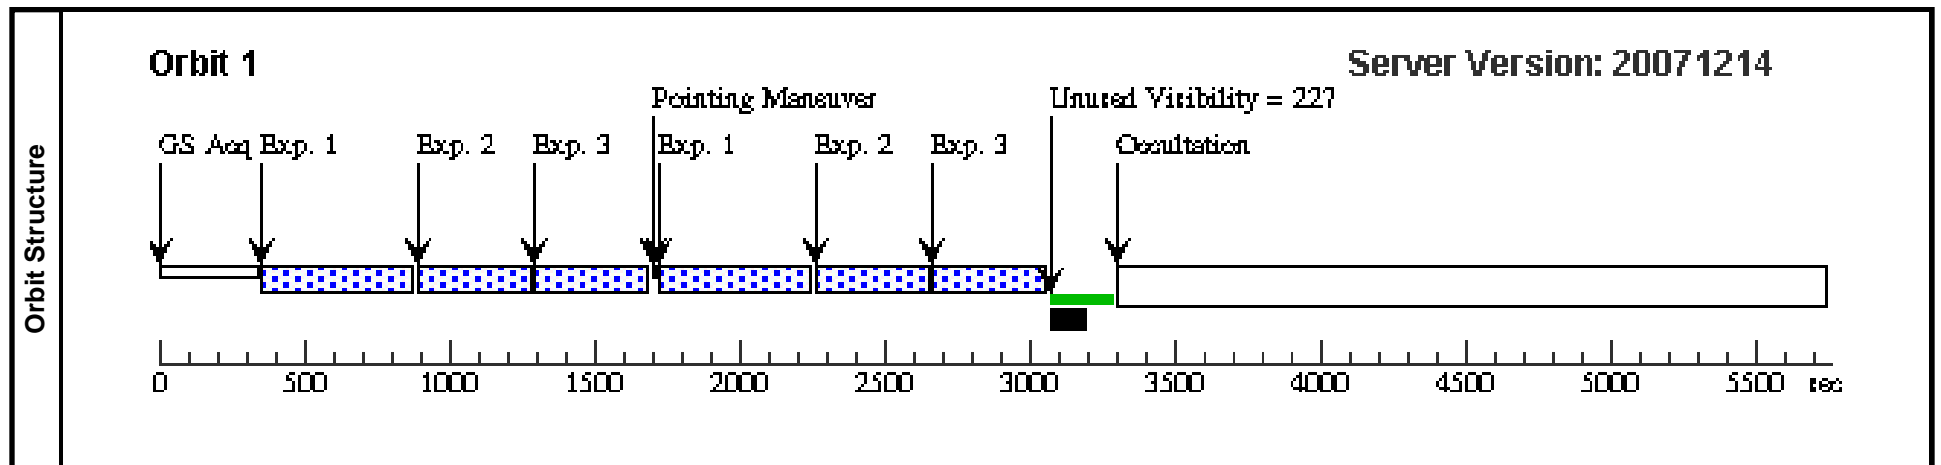 Orbit Structure
Orbit 1
Server Version: 20071214
Pointing Maneuver
Unused Visibility = 227
GS Acq
Exp. 1
Exp. 2
Exp. 3
Exp. 1
Exp. 2
Exp. 3
Occultation
0 500 1000 1500 2000 2500 3000 3500 4000 4500 5000 5500 sec